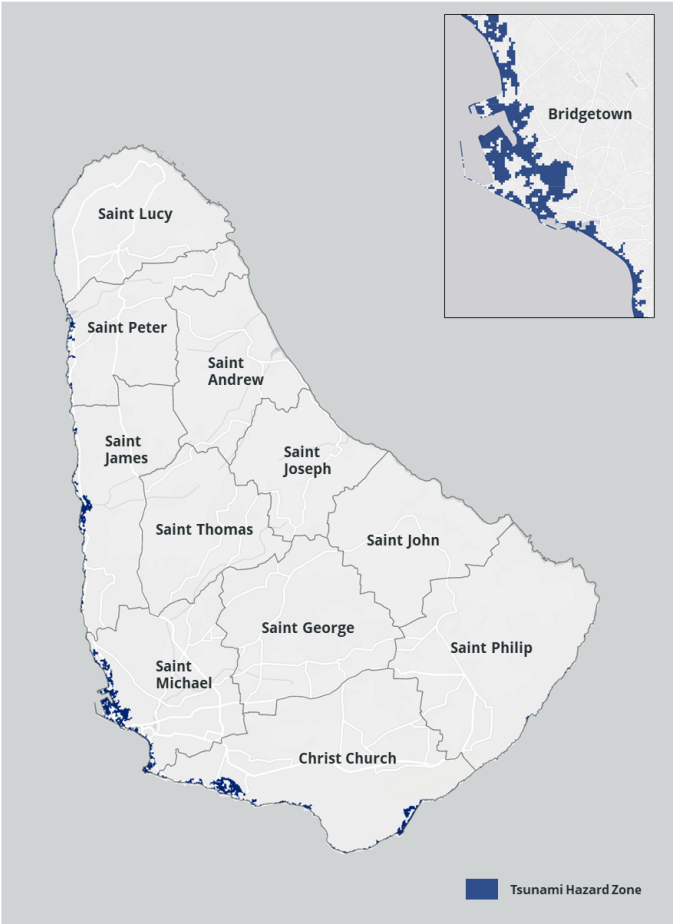 Bridgetown
Saint Lucy
Saint Peter
Saint
Andrew
Saint
James
Saint
Joseph
Saint Thomas
Saint John
Saint George
Saint Philip
Saint
Michael
Christ Church
Tsunami Hazard Zone